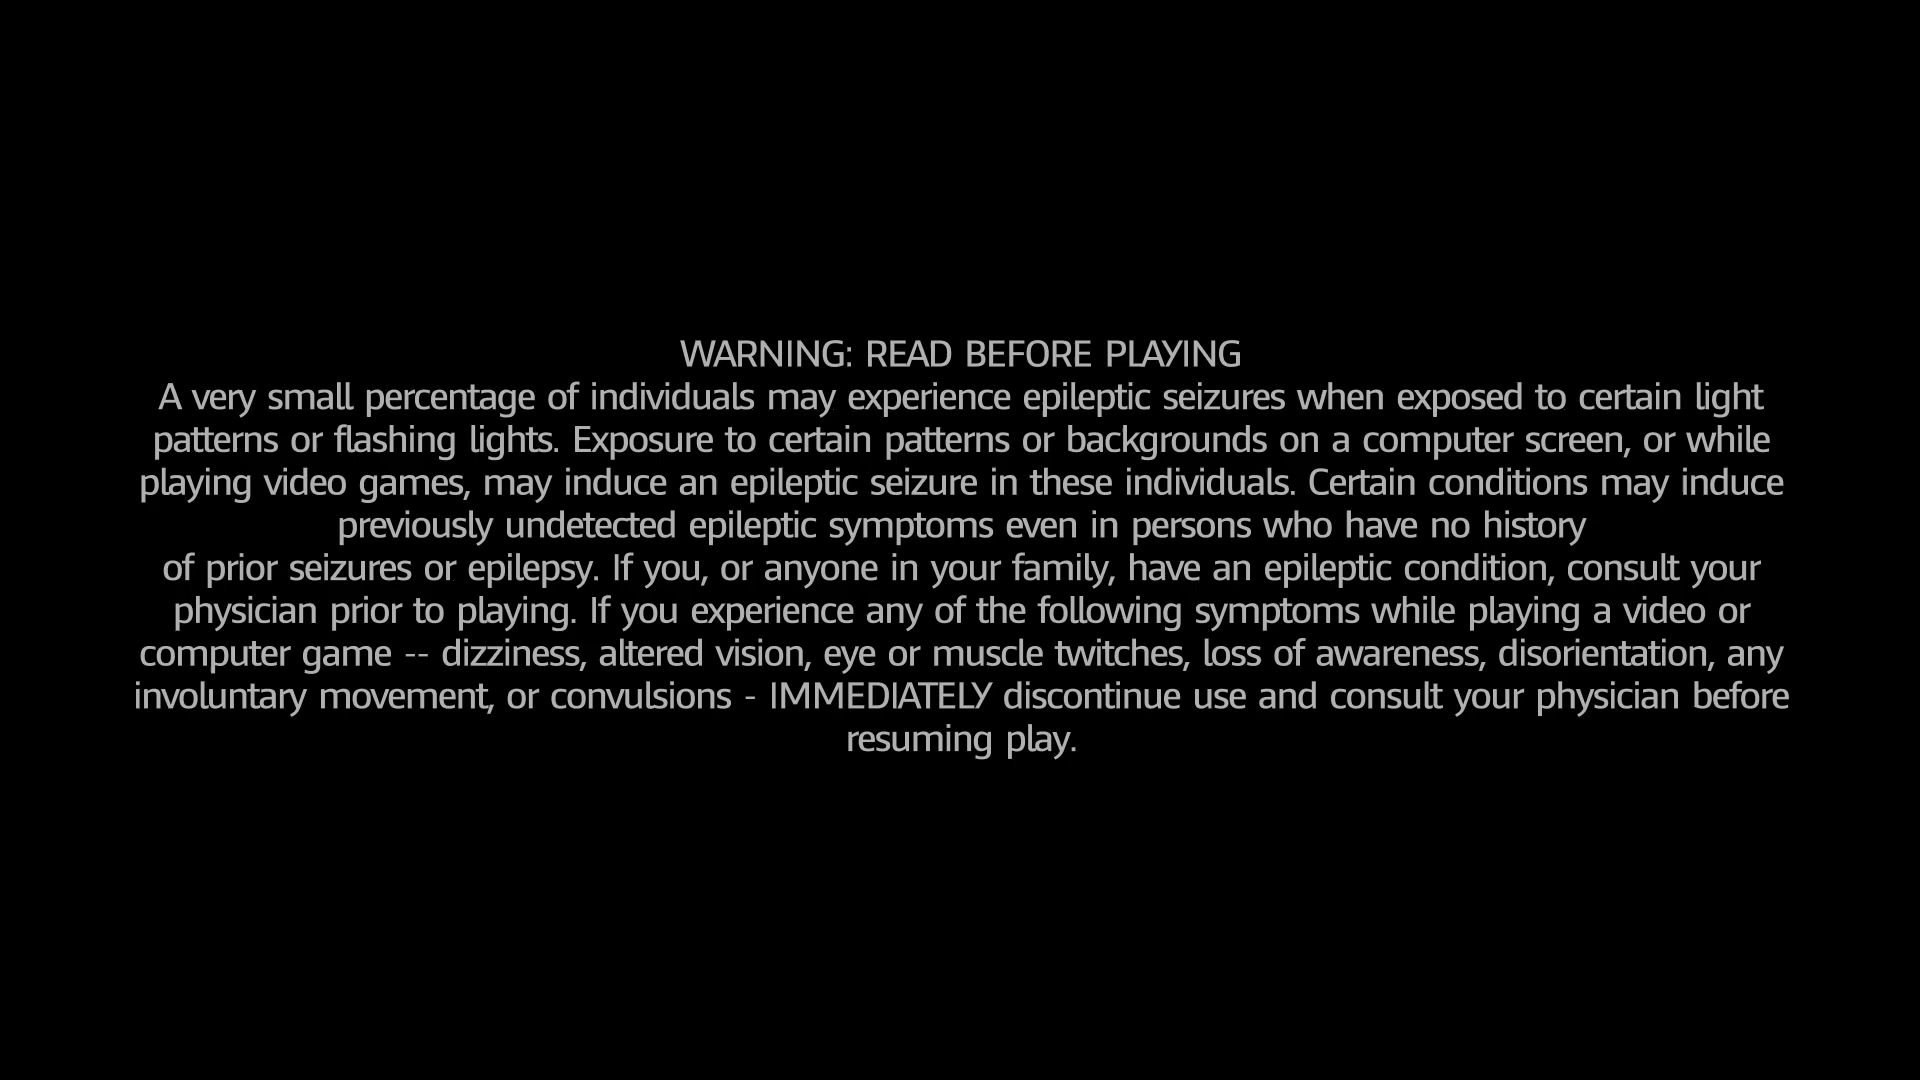 WARNING: READ BEFORE PLAYING
A very small percentage of individuals may experience epileptic seizures when exposed to certain light
patterns or flashing lights. Exposure to certain patterns or backgrounds on a computer screen, or while
playing video games, may induce an epileptic seizure in these individuals. Certain conditions may induce
previously undetected epileptic symptoms even in persons who have no history
of prior seizures or epilepsy. If you, or anyone in your family, have an epileptic condition, consult your
physician prior to playing. If you experience any of the following symptoms while playing a video or
computer game -- dizziness, altered vision, eye or muscle twitches, loss of awareness, disorientation, any
involuntary movement, or convulsions - IMMEDIATELY discontinue use and consult your physician before
resuming play.